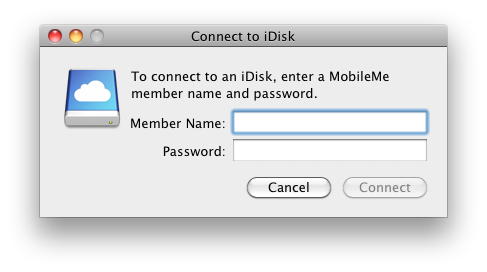 Connect to iDisk
To connect to an iDisk, enter a MobileMe
member name and password.
Member Name:
Password:
Cancel
Connect